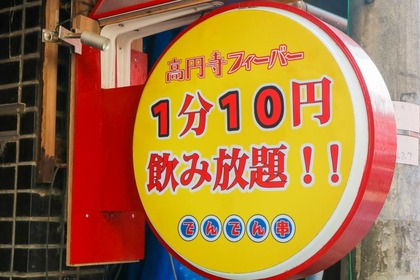 高円寺フィーバー
1分10円
飲み放題！！
でんでん串